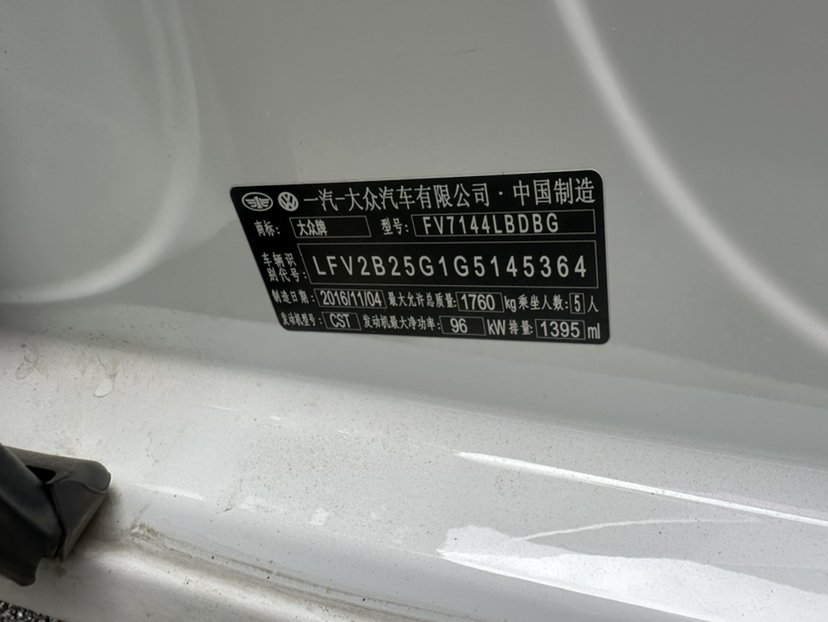 一汽-大众汽车有限公司·中国制造
商标: 大众牌 型号: FV7144LBDBG
车辆识别代号: LFV2B25G1G5145364
制造日期: 2016/11/04 最大允许总质量: 1760 kg 乘坐人数: 5 人
发动机型号: CST 发动机最大净功率: 96 kW 排量: 1395 ml